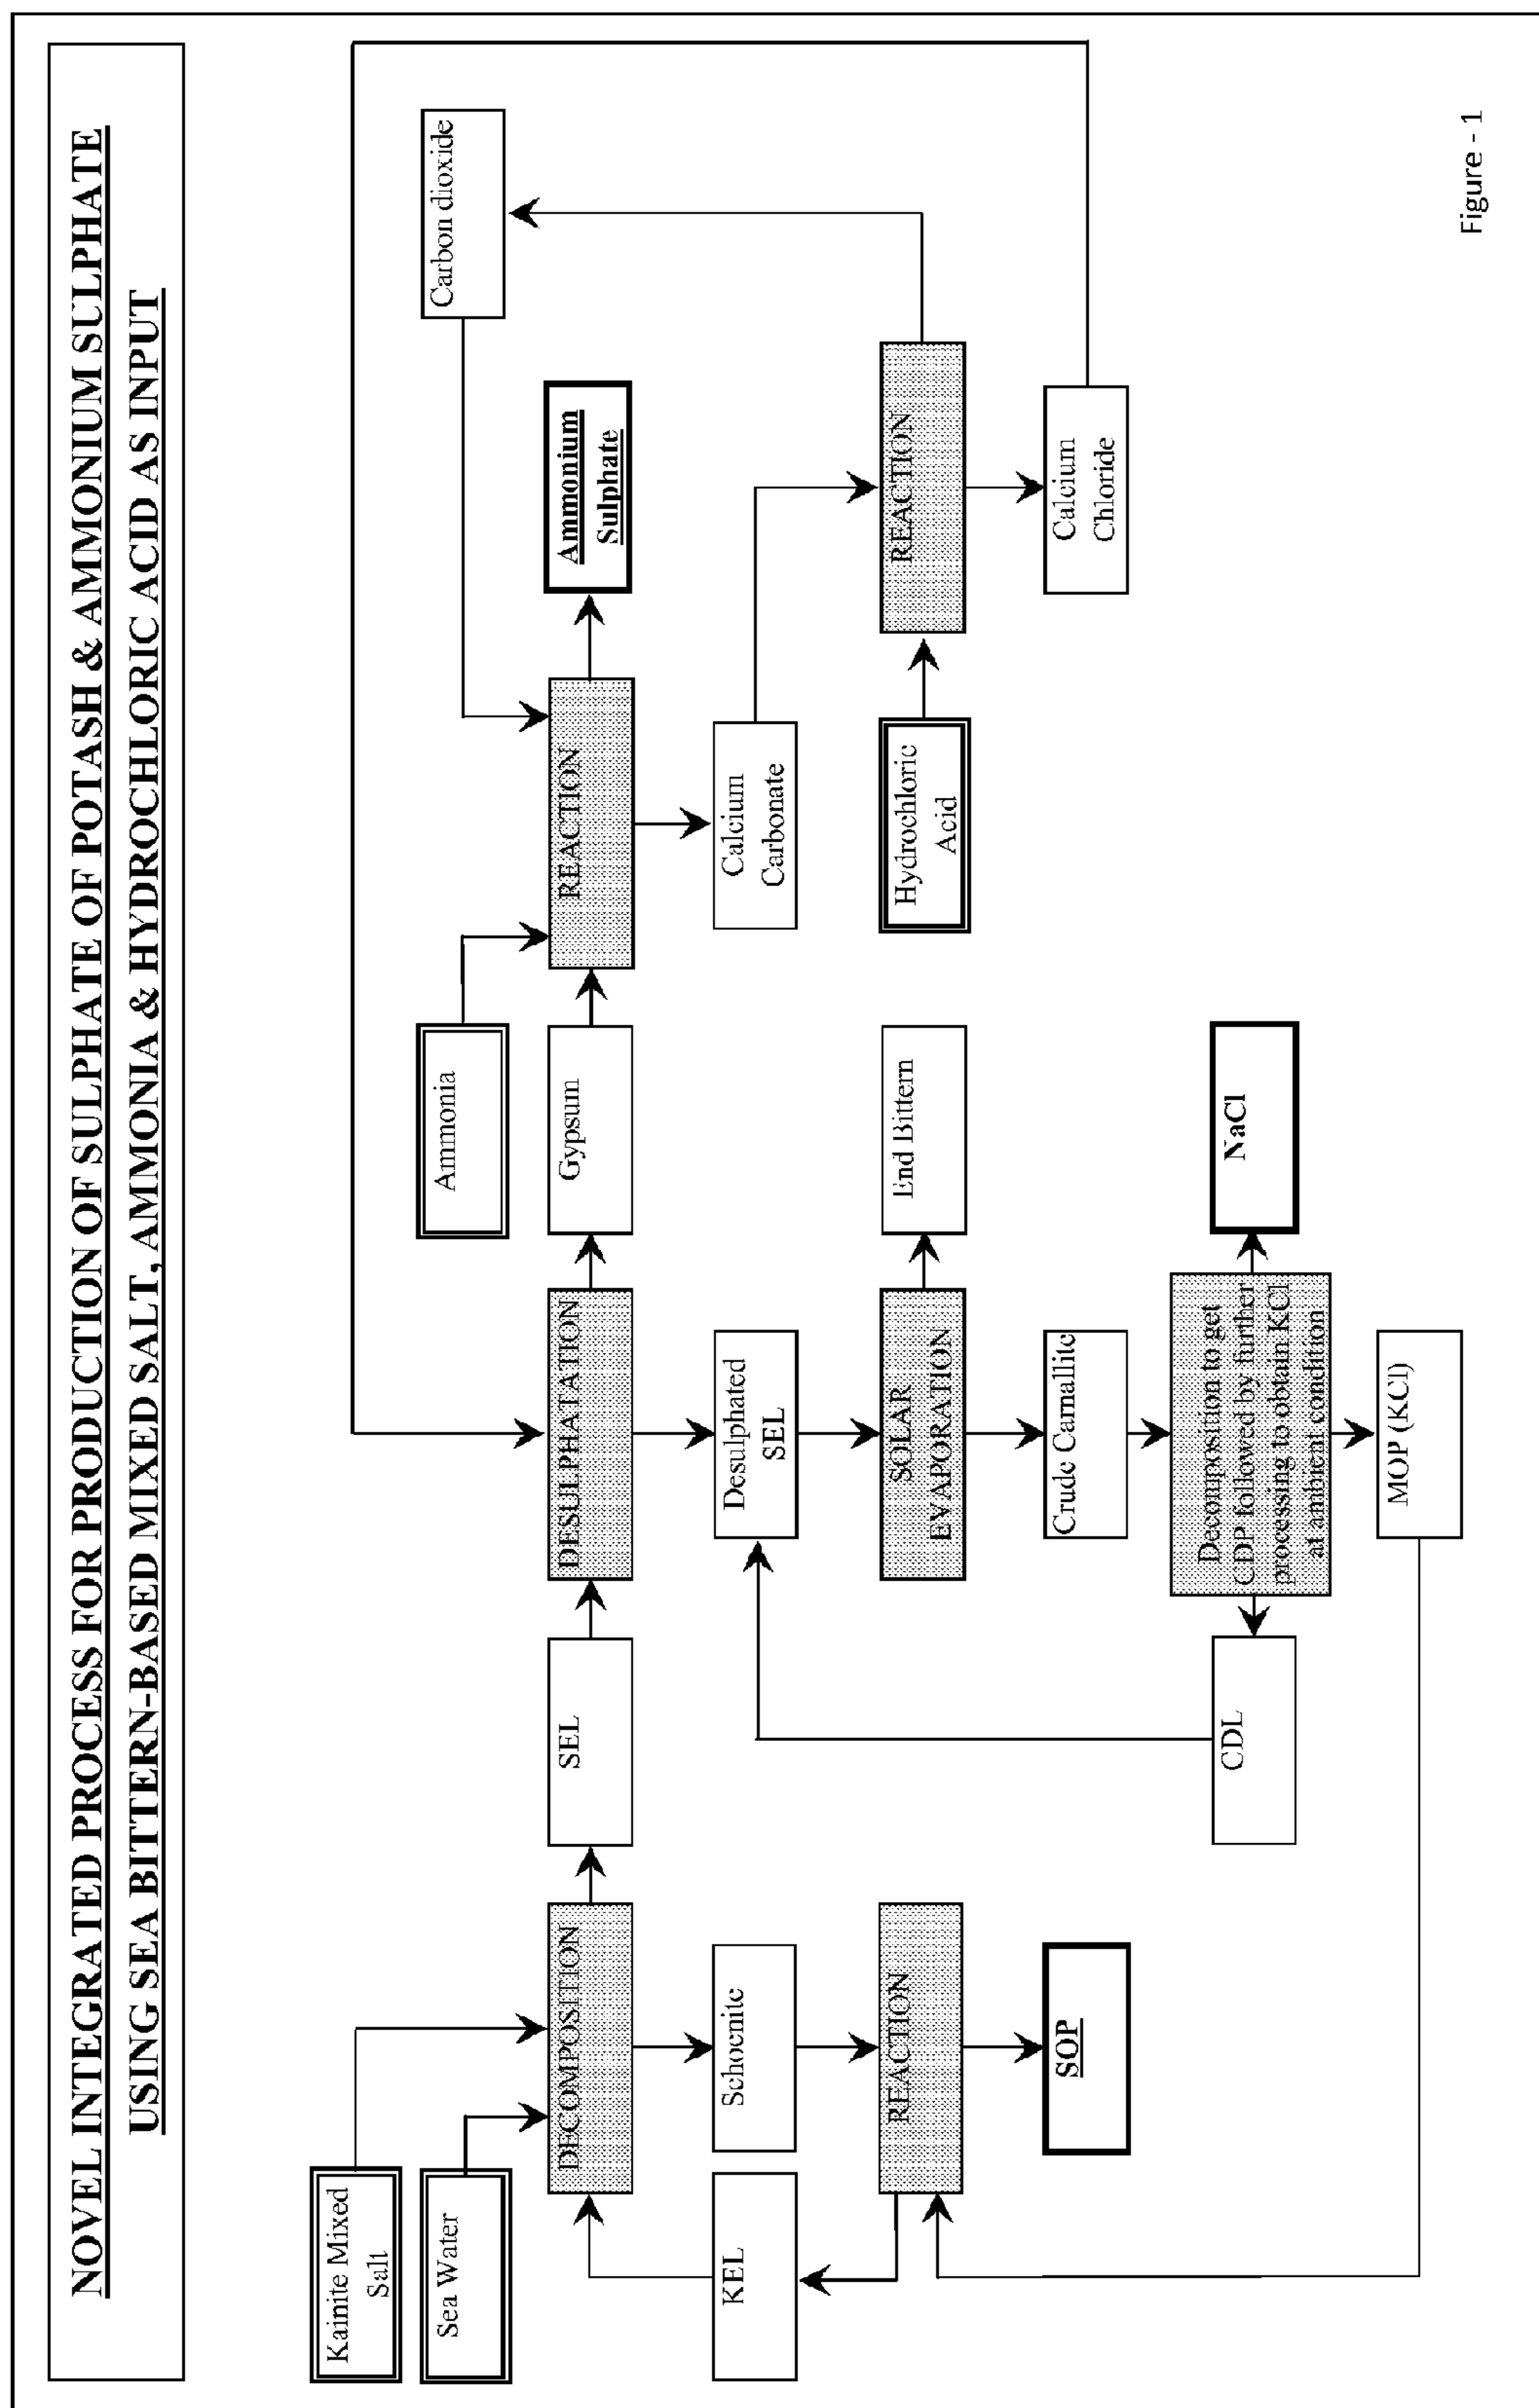 NOVEL INTEGRATED PROCESS FOR PRODUCTION OF SULPHATE OF POTASH & AMMONIUM SULPHATE
USING SEA BITTERN-BASED MIXED SALT, AMMONIA & HYDROCHLORIC ACID AS INPUT
Kainite Mixed
Salt
Sea Water
Ammonia
Carbon dioxide
DECOMPOSITION
SEL
DESULPHATATION
Gypsum
REACTION
Ammonium
Sulphate
KEL
Schoenite
Desulphated
SEL
Calcium
Carbonate
REACTION
SOLAR
EVAPORATION
End Bittern
Hydrochloric
Acid
REACTION
SOP
Crude Carnallite
Calcium
Chloride
CDL
Decomposition to get
CDP followed by further
processing to obtain KCl
at ambient condition
NaCl
MOP (KCl)
Figure - 1